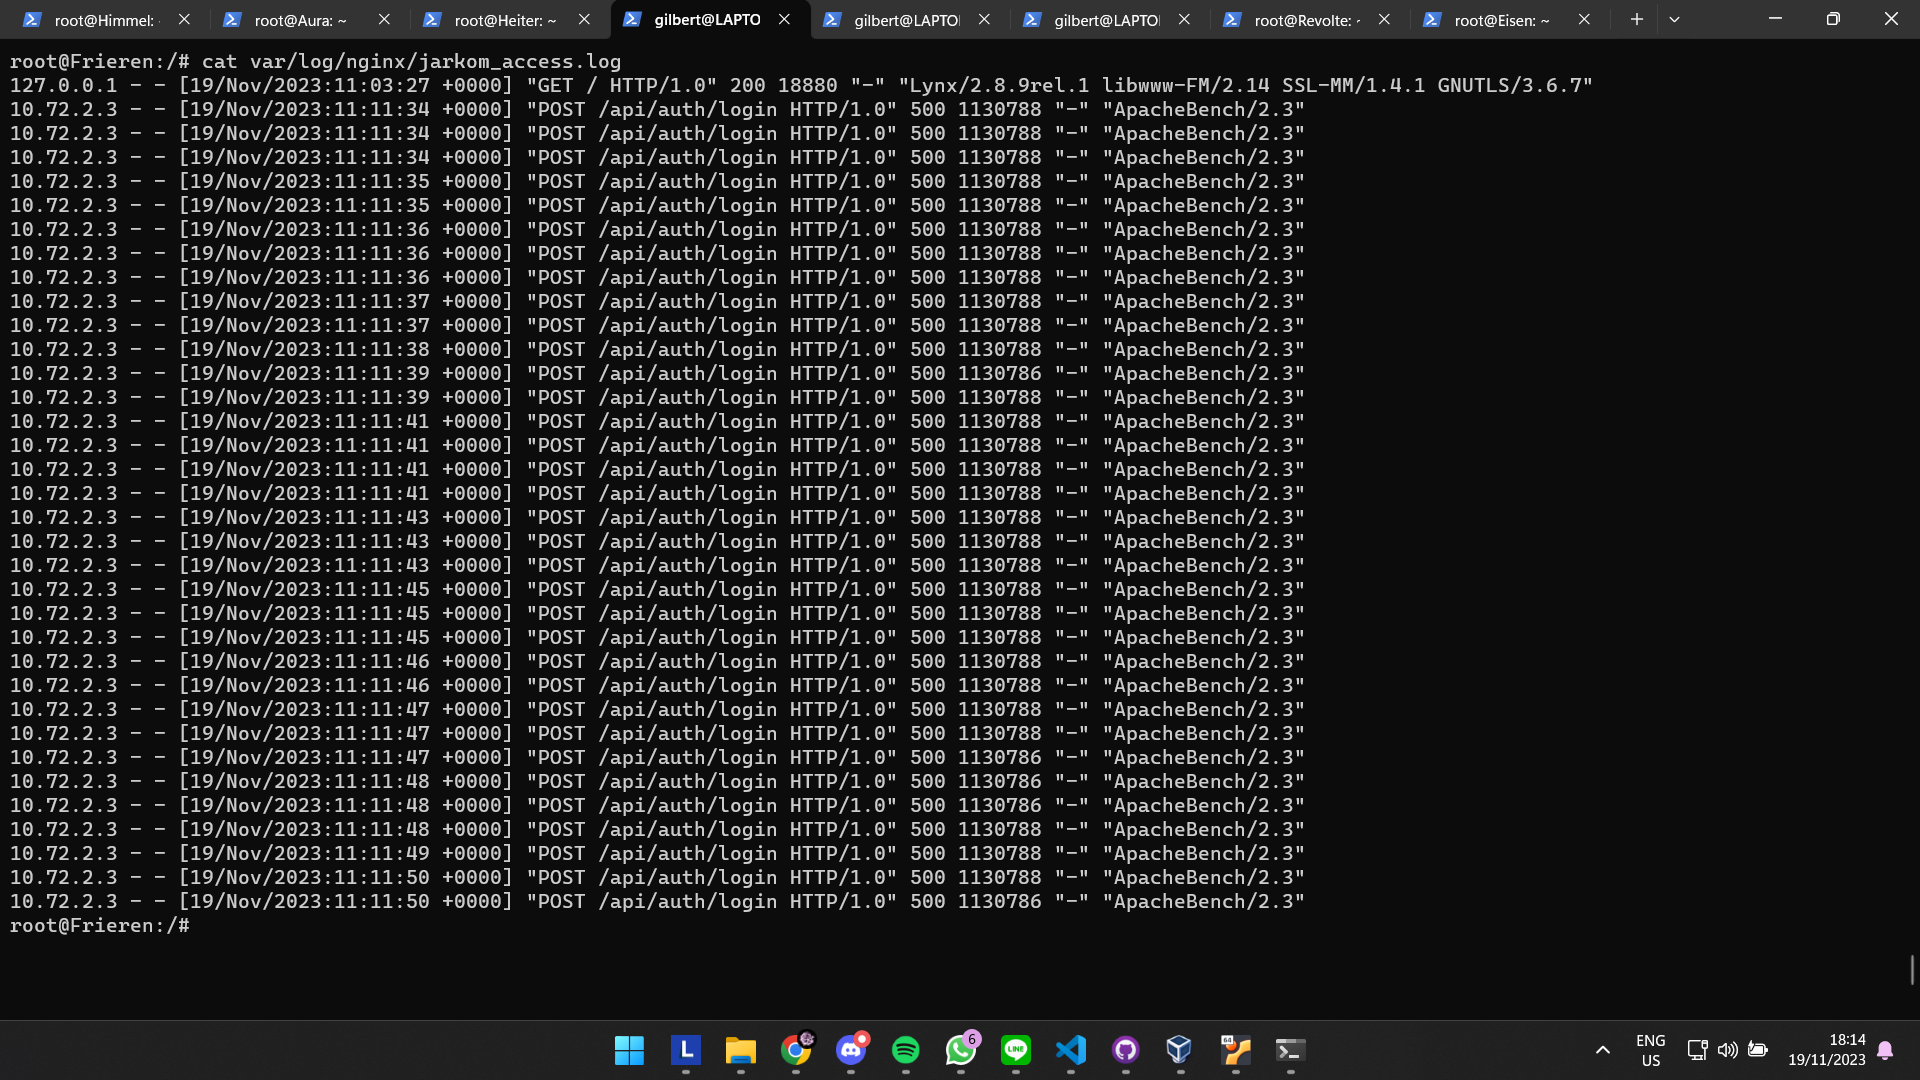 root@Himmel: ~
root@Aura: ~
root@Heiter: ~
gilbert@LAPTO
gilbert@LAPTO
gilbert@LAPTO
root@Revolte: ~
root@Eisen: ~
root@Frieren:/# cat var/log/nginx/jarkom_access.log
127.0.0.1 - - [19/Nov/2023:11:03:27 +0000] "GET / HTTP/1.0" 200 18880 "-" "Lynx/2.8.9rel.1 libwww-FM/2.14 SSL-MM/1.4.1 GNUTLS/3.6.7"
10.72.2.3 - - [19/Nov/2023:11:11:34 +0000] "POST /api/auth/login HTTP/1.0" 500 1130788 "-" "ApacheBench/2.3"
10.72.2.3 - - [19/Nov/2023:11:11:34 +0000] "POST /api/auth/login HTTP/1.0" 500 1130788 "-" "ApacheBench/2.3"
10.72.2.3 - - [19/Nov/2023:11:11:34 +0000] "POST /api/auth/login HTTP/1.0" 500 1130788 "-" "ApacheBench/2.3"
10.72.2.3 - - [19/Nov/2023:11:11:35 +0000] "POST /api/auth/login HTTP/1.0" 500 1130788 "-" "ApacheBench/2.3"
10.72.2.3 - - [19/Nov/2023:11:11:35 +0000] "POST /api/auth/login HTTP/1.0" 500 1130788 "-" "ApacheBench/2.3"
10.72.2.3 - - [19/Nov/2023:11:11:36 +0000] "POST /api/auth/login HTTP/1.0" 500 1130788 "-" "ApacheBench/2.3"
10.72.2.3 - - [19/Nov/2023:11:11:36 +0000] "POST /api/auth/login HTTP/1.0" 500 1130788 "-" "ApacheBench/2.3"
10.72.2.3 - - [19/Nov/2023:11:11:36 +0000] "POST /api/auth/login HTTP/1.0" 500 1130788 "-" "ApacheBench/2.3"
10.72.2.3 - - [19/Nov/2023:11:11:37 +0000] "POST /api/auth/login HTTP/1.0" 500 1130788 "-" "ApacheBench/2.3"
10.72.2.3 - - [19/Nov/2023:11:11:37 +0000] "POST /api/auth/login HTTP/1.0" 500 1130788 "-" "ApacheBench/2.3"
10.72.2.3 - - [19/Nov/2023:11:11:38 +0000] "POST /api/auth/login HTTP/1.0" 500 1130788 "-" "ApacheBench/2.3"
10.72.2.3 - - [19/Nov/2023:11:11:39 +0000] "POST /api/auth/login HTTP/1.0" 500 1130786 "-" "ApacheBench/2.3"
10.72.2.3 - - [19/Nov/2023:11:11:39 +0000] "POST /api/auth/login HTTP/1.0" 500 1130788 "-" "ApacheBench/2.3"
10.72.2.3 - - [19/Nov/2023:11:11:41 +0000] "POST /api/auth/login HTTP/1.0" 500 1130788 "-" "ApacheBench/2.3"
10.72.2.3 - - [19/Nov/2023:11:11:41 +0000] "POST /api/auth/login HTTP/1.0" 500 1130788 "-" "ApacheBench/2.3"
10.72.2.3 - - [19/Nov/2023:11:11:41 +0000] "POST /api/auth/login HTTP/1.0" 500 1130788 "-" "ApacheBench/2.3"
10.72.2.3 - - [19/Nov/2023:11:11:41 +0000] "POST /api/auth/login HTTP/1.0" 500 1130788 "-" "ApacheBench/2.3"
10.72.2.3 - - [19/Nov/2023:11:11:43 +0000] "POST /api/auth/login HTTP/1.0" 500 1130788 "-" "ApacheBench/2.3"
10.72.2.3 - - [19/Nov/2023:11:11:43 +0000] "POST /api/auth/login HTTP/1.0" 500 1130788 "-" "ApacheBench/2.3"
10.72.2.3 - - [19/Nov/2023:11:11:43 +0000] "POST /api/auth/login HTTP/1.0" 500 1130788 "-" "ApacheBench/2.3"
10.72.2.3 - - [19/Nov/2023:11:11:45 +0000] "POST /api/auth/login HTTP/1.0" 500 1130788 "-" "ApacheBench/2.3"
10.72.2.3 - - [19/Nov/2023:11:11:45 +0000] "POST /api/auth/login HTTP/1.0" 500 1130788 "-" "ApacheBench/2.3"
10.72.2.3 - - [19/Nov/2023:11:11:45 +0000] "POST /api/auth/login HTTP/1.0" 500 1130788 "-" "ApacheBench/2.3"
10.72.2.3 - - [19/Nov/2023:11:11:46 +0000] "POST /api/auth/login HTTP/1.0" 500 1130788 "-" "ApacheBench/2.3"
10.72.2.3 - - [19/Nov/2023:11:11:46 +0000] "POST /api/auth/login HTTP/1.0" 500 1130788 "-" "ApacheBench/2.3"
10.72.2.3 - - [19/Nov/2023:11:11:47 +0000] "POST /api/auth/login HTTP/1.0" 500 1130788 "-" "ApacheBench/2.3"
10.72.2.3 - - [19/Nov/2023:11:11:47 +0000] "POST /api/auth/login HTTP/1.0" 500 1130788 "-" "ApacheBench/2.3"
10.72.2.3 - - [19/Nov/2023:11:11:47 +0000] "POST /api/auth/login HTTP/1.0" 500 1130786 "-" "ApacheBench/2.3"
10.72.2.3 - - [19/Nov/2023:11:11:48 +0000] "POST /api/auth/login HTTP/1.0" 500 1130786 "-" "ApacheBench/2.3"
10.72.2.3 - - [19/Nov/2023:11:11:48 +0000] "POST /api/auth/login HTTP/1.0" 500 1130786 "-" "ApacheBench/2.3"
10.72.2.3 - - [19/Nov/2023:11:11:48 +0000] "POST /api/auth/login HTTP/1.0" 500 1130788 "-" "ApacheBench/2.3"
10.72.2.3 - - [19/Nov/2023:11:11:49 +0000] "POST /api/auth/login HTTP/1.0" 500 1130788 "-" "ApacheBench/2.3"
10.72.2.3 - - [19/Nov/2023:11:11:50 +0000] "POST /api/auth/login HTTP/1.0" 500 1130788 "-" "ApacheBench/2.3"
10.72.2.3 - - [19/Nov/2023:11:11:50 +0000] "POST /api/auth/login HTTP/1.0" 500 1130786 "-" "ApacheBench/2.3"
root@Frieren:/#
L
6
LINE
64
ENG
US
18:14
19/11/2023